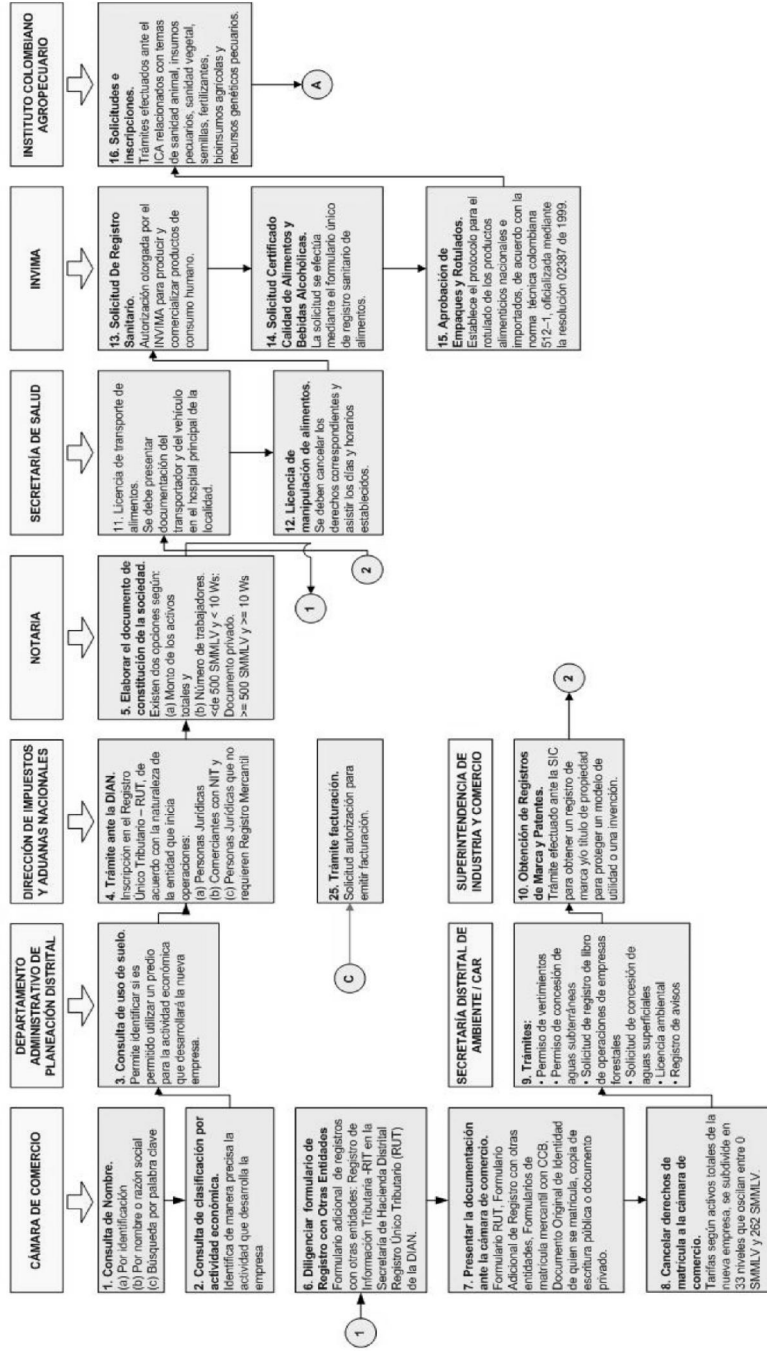 CÁMARA DE COMERCIO
1. Consulta de Nombre.
(a) Por identificación
(b) Por nombre o razón social
(c) Búsqueda por palabra clave
2. Consulta de clasificación por
actividad económica.
Identifica de manera precisa la
actividad que desarrolla la
empresa
DEPARTAMENTO
ADMINISTRATIVO DE
PLANEACIÓN DISTRITAL
3. Consulta de uso de suelo.
Permite identificar si es
permitido utilizar un predio
para la actividad económica
que desarrollará la nueva
empresa.
DIRECCIÓN DE IMPUESTOS
Y ADUANAS NACIONALES
4. Trámite ante la DIAN.
Inscripción en el Registro
Único Tributario – RUT, de
acuerdo con la naturaleza de
la entidad que inicia
operaciones:
(a) Personas Jurídicas
(b) Comerciantes con NIT y
(c) Personas Jurídicas que no
requieren Registro Mercantil
NOTARIA
5. Elaborar el documento de
constitución de la sociedad.
Existen dos opciones según:
(a) Monto de los activos
totales y
(b) Número de trabajadores.
<de 500 SMMLV y < 10 Ws:
Documento privado.
>= 500 SMMLV y >= 10 Ws
1
2
SECRETARÍA DE SALUD
11. Licencia de transporte de
alimentos.
Se debe presentar
documentación del
transportador y del vehículo
en el hospital principal de la
localidad.
12. Licencia de
manipulación de alimentos.
Se deben cancelar los
derechos correspondientes y
asistir los días y horarios
establecidos.
INVIMA
13. Solicitud De Registro
Sanitario.
Autorización otorgada por el
INVIMA para producir y
comercializar productos de
consumo humano.
14. Solicitud Certificado
Calidad de Alimentos y
Bebidas Alcohólicas.
La solicitud se efectúa
mediante el formulario único
de registro sanitario de
alimentos.
15. Aprobación de
Empaques y Rotulados.
Establece el protocolo para el
rotulado de los productos
alimenticios nacionales e
importados, de acuerdo con la
norma técnica colombiana
512–1, oficializada mediante
la resolución 02387 de 1999.
INSTITUTO COLOMBIANO
AGROPECUARIO
16. Solicitudes e
inscripciones.
Trámites efectuados ante el
ICA relacionados con temas
de sanidad animal, insumos
pecuarios, sanidad vegetal,
semillas, fertilizantes,
bioinsumos agrícolas y
recursos genéticos pecuarios.
A
1
6. Diligenciar formulario de
Registro con Otras Entidades
Formulario adicional de registros
con otras entidades: Registro de
Información Tributaria -RIT en la
Secretaría de Hacienda Distrital
Registro Único Tributario (RUT)
de la DIAN.
7. Presentar la documentación
ante la cámara de comercio.
Formulario RUT, Formulario
Adicional de Registro con otras
entidades, Formularios de
matrícula mercantil con CCB,
Documento Original de Identidad
de quien se matricula, copia de
escritura pública o documento
privado.
8. Cancelar derechos de
matrícula a la cámara de
comercio.
Tarifas según activos totales de la
nueva empresa, se subdivide en
33 niveles que oscilan entre 0
SMMLV y 262 SMMLV.
C
25. Trámite facturación.
Solicitud autorización para
emitir facturación.
SECRETARÍA DISTRITAL DE
AMBIENTE / CAR
9. Trámites:
• Permiso de vertimientos
• Permiso de concesión de
aguas subterráneas
• Solicitud de registro de libro
de operaciones de empresas
forestales
• Solicitud de concesión de
aguas superficiales
• Licencia ambiental
• Registro de avisos
SUPERINTENDENCIA DE
INDUSTRIA Y COMERCIO
10. Obtención de Registros
de Marca y Patentes.
Trámite efectuado ante la SIC
para obtener un registro de
marca y/o título de propiedad
para proteger un modelo de
utilidad o una invención.
2